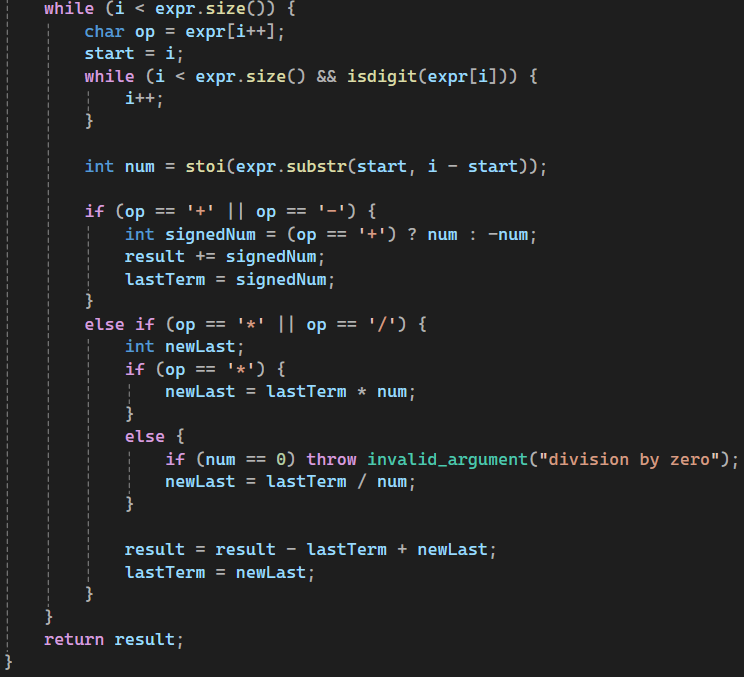 while (i < expr.size()) {
char op = expr[i++];
start = i;
while (i < expr.size() && isdigit(expr[i])) {
i++;
}
int num = stoi(expr.substr(start, i - start));
if (op == '+' || op == '-') {
int signedNum = (op == '+') ? num : -num;
result += signedNum;
lastTerm = signedNum;
}
else if (op == '*' || op == '/') {
int newLast;
if (op == '*') {
newLast = lastTerm * num;
}
else {
if (num == 0) throw invalid_argument("division by zero");
newLast = lastTerm / num;
}
result = result - lastTerm + newLast;
lastTerm = newLast;
}
}
return result;
}